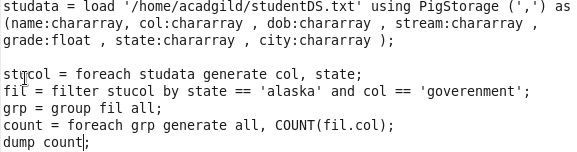 studata = load '/home/acadgild/studentDS.txt' using PigStorage (',') as
(name:chararray, col:chararray , dob:chararray , stream:chararray ,
grade:float , state:chararray , city:chararray );
stucol = foreach studata generate col, state;
fil = filter stucol by state == 'alaska' and col == 'goverenment';
grp = group fil all;
count = foreach grp generate all, COUNT(fil.col);
dump count;